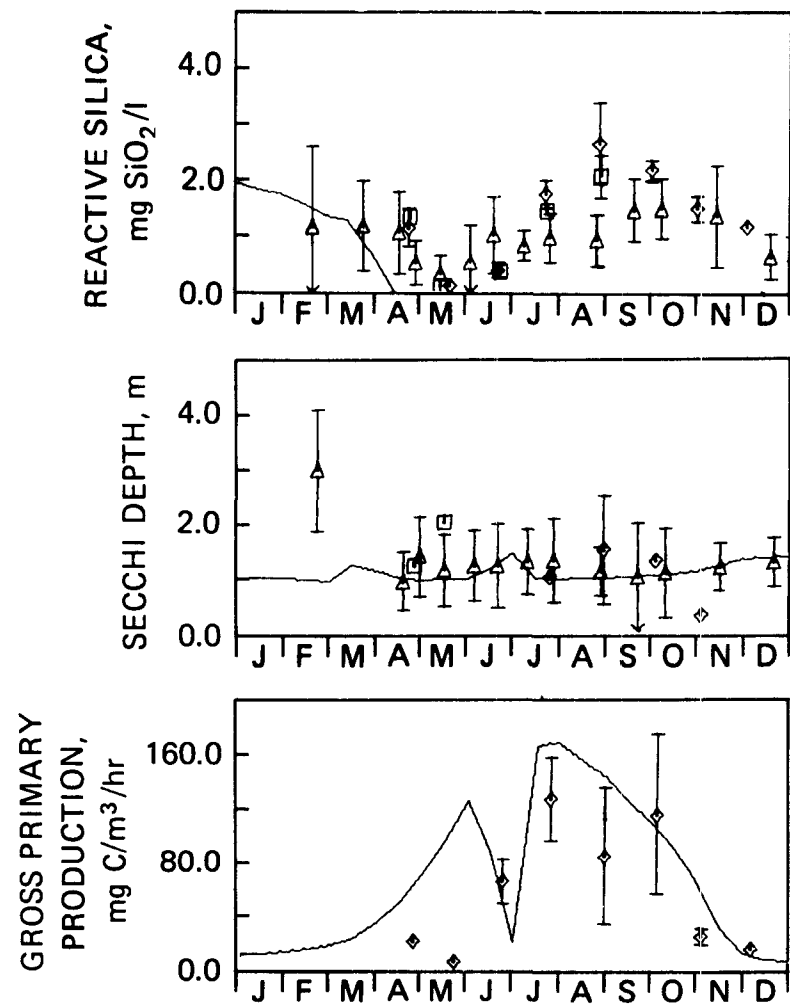 REACTIVE SILICA,
mg SiO₂/l
4.0
2.0
0.0
J F M A M J J A S O N D
SECCHI DEPTH, m
4.0
2.0
0.0
J F M A M J J A S O N D
GROSS PRIMARY
PRODUCTION,
mg C/m³/hr
160.0
80.0
0.0
J F M A M J J A S O N D